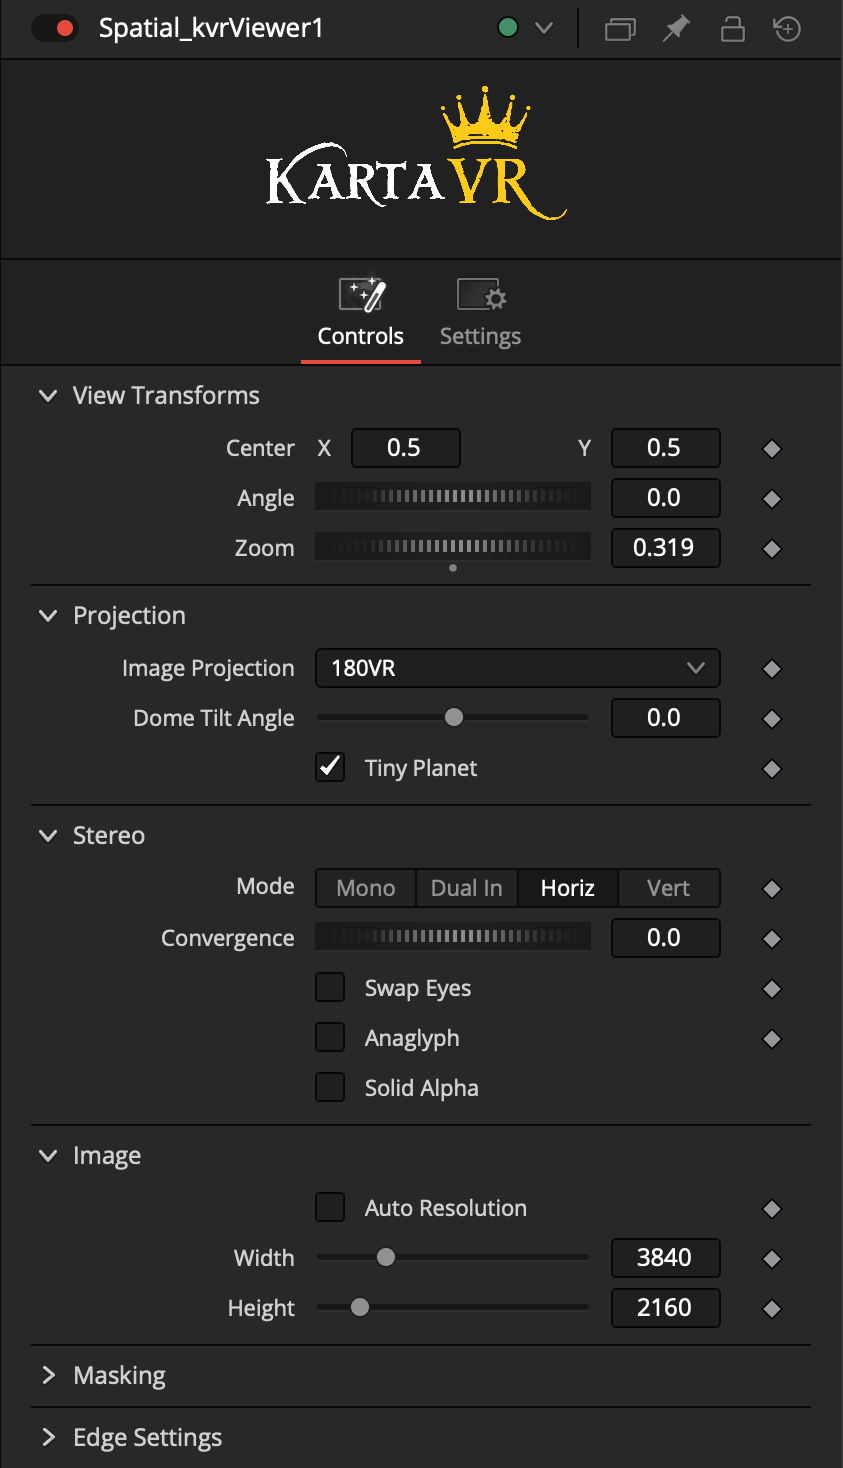 Spatial_kvrViewer1
KARTAVR
Controls Settings
View Transforms
Center X 0.5 Y 0.5
Angle 0.0
Zoom 0.319
Projection
Image Projection 180VR
Dome Tilt Angle 0.0
Tiny Planet
Stereo
Mode Mono Dual In Horiz Vert
Convergence 0.0
Swap Eyes
Anaglyph
Solid Alpha
Image
Auto Resolution
Width 3840
Height 2160
Masking
Edge Settings